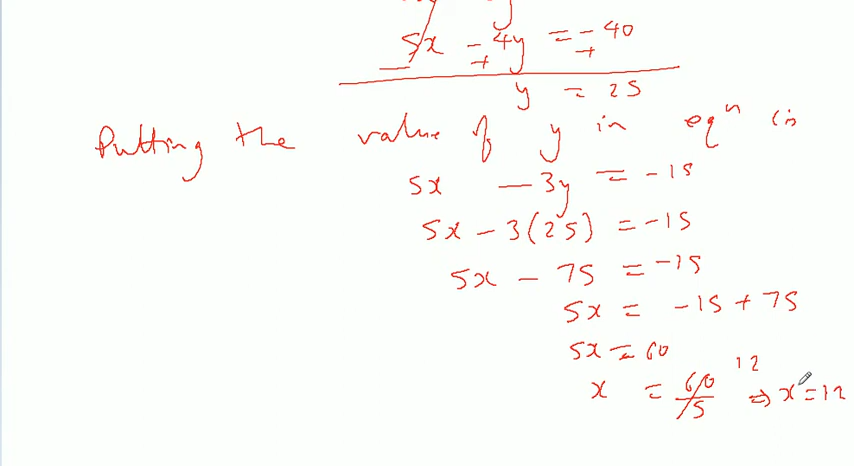 5x - 4y = - 40
- + +
y = 25
Putting the value of y in eqn (i)
5x - 3y = -15
5x - 3(25) = -15
5x - 75 = -15
5x = -15 + 75
5x = 60
12
x = 60/5 => x = 12